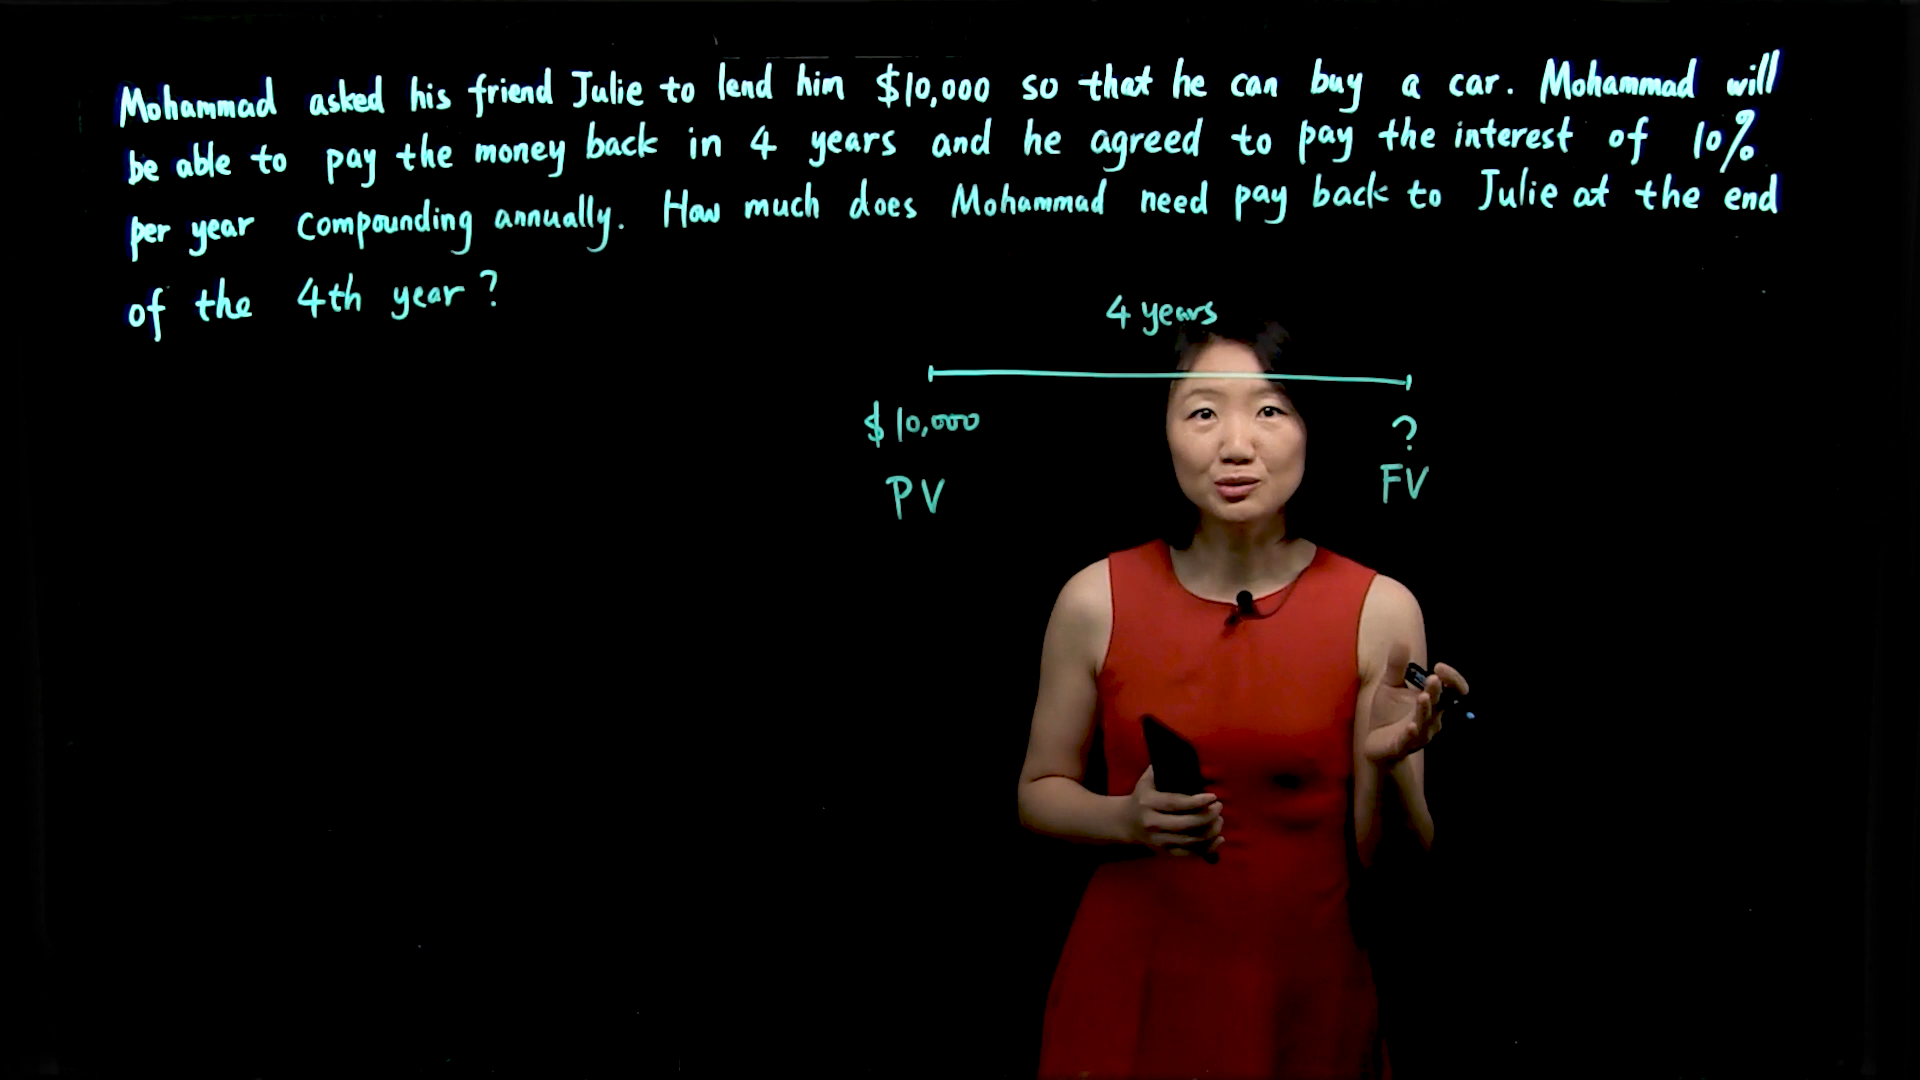 Mohammad asked his friend Julie to lend him $10,000 so that he can buy a car. Mohammad will
be able to pay the money back in 4 years and he agreed to pay the interest of 10%
per year compounding annually. How much does Mohammad need pay back to Julie at the end
of the 4th year?
4 years
$10,000 ?
PV FV